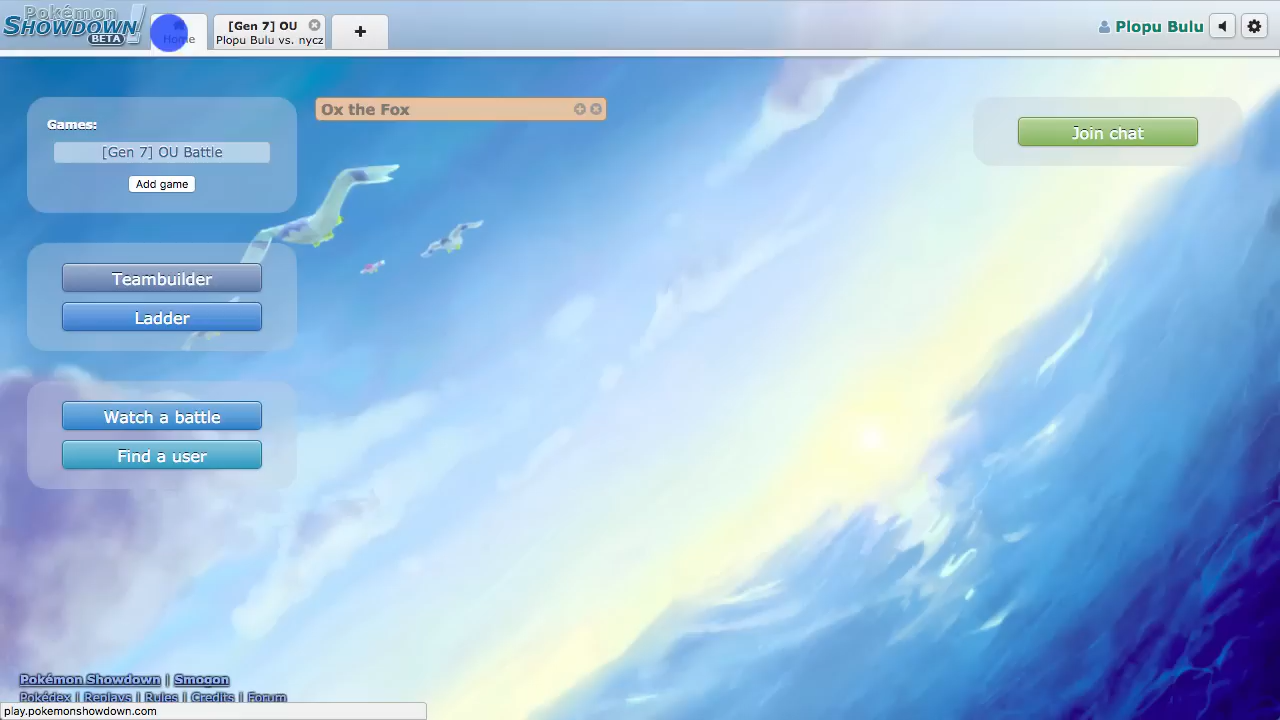 Pokémon
SHOWDOWN!
BETA
Home
[Gen 7] OU
Plopu Bulu vs. nycz
+
Plopu Bulu
Games:
[Gen 7] OU Battle
Add game
Ox the Fox
Join chat
Teambuilder
Ladder
Watch a battle
Find a user
Pokémon Showdown | Smogon
Pokédex | Replays | Rules | Credits | Forum
play.pokemonshowdown.com